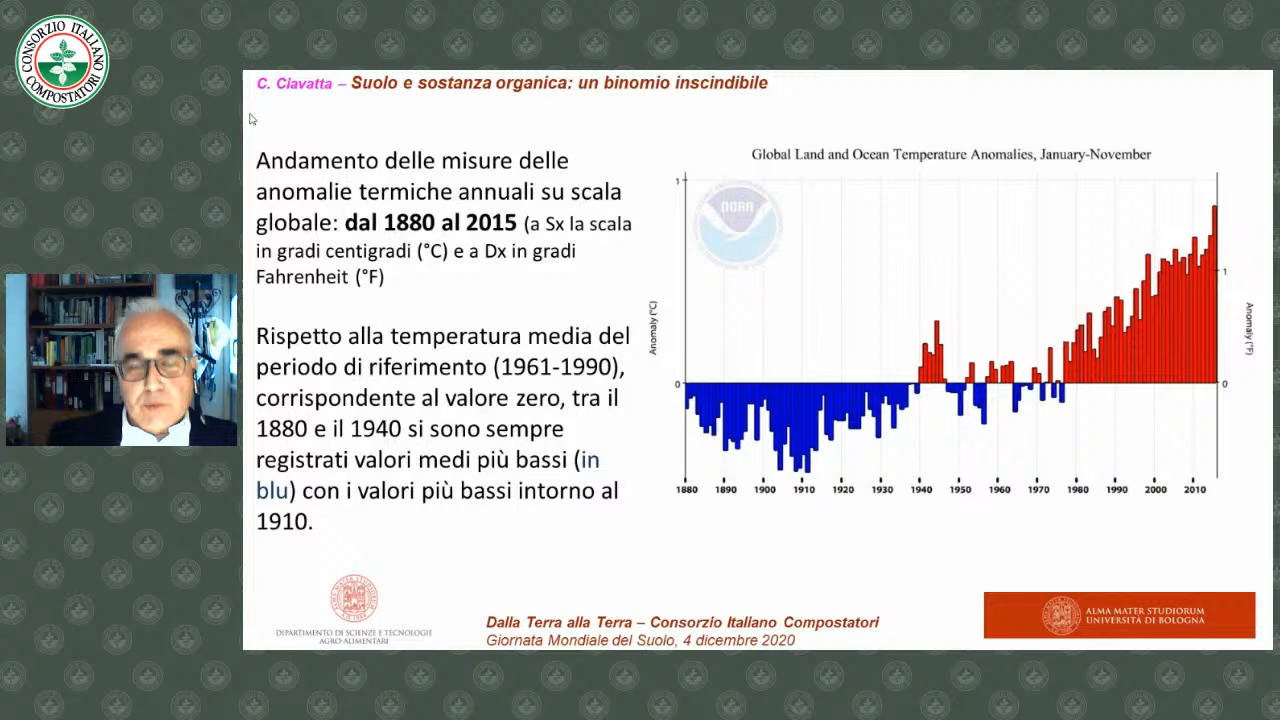 CONSORZIO ITALIANO
COMPOSTATORI
C. Ciavatta – Suolo e sostanza organica: un binomio inscindibile
Andamento delle misure delle
anomalie termiche annuali su scala
globale: dal 1880 al 2015 (a Sx la scala
in gradi centigradi (°C) e a Dx in gradi
Fahrenheit (°F)
Rispetto alla temperatura media del
periodo di riferimento (1961-1990),
corrispondente al valore zero, tra il
1880 e il 1940 si sono sempre
registrati valori medi più bassi (in
blu) con i valori più bassi intorno al
1910.
Global Land and Ocean Temperature Anomalies, January-November
NOAA
1
0
Anomaly (°C)
1
0
Anomaly (°F)
1880 1890 1900 1910 1920 1930 1940 1950 1960 1970 1980 1990 2000 2010
DIPARTIMENTO DI SCIENZE E TECNOLOGIE
AGRO-ALIMENTARI
Dalla Terra alla Terra – Consorzio Italiano Compostatori
Giornata Mondiale del Suolo, 4 dicembre 2020
ALMA MATER STUDIORUM
UNIVERSITÀ DI BOLOGNA